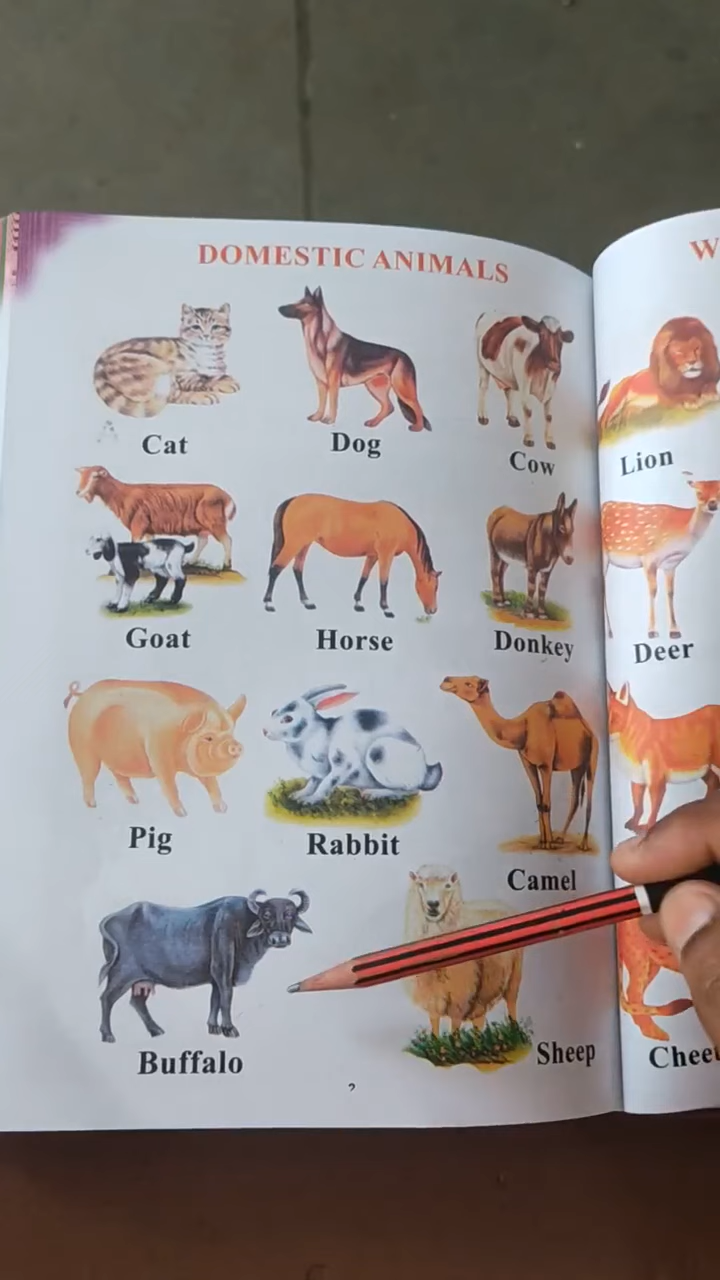 DOMESTIC ANIMALS
Cat
Dog
Cow
Goat
Horse
Donkey
Pig
Rabbit
Camel
Buffalo
Sheep
Lion
Deer